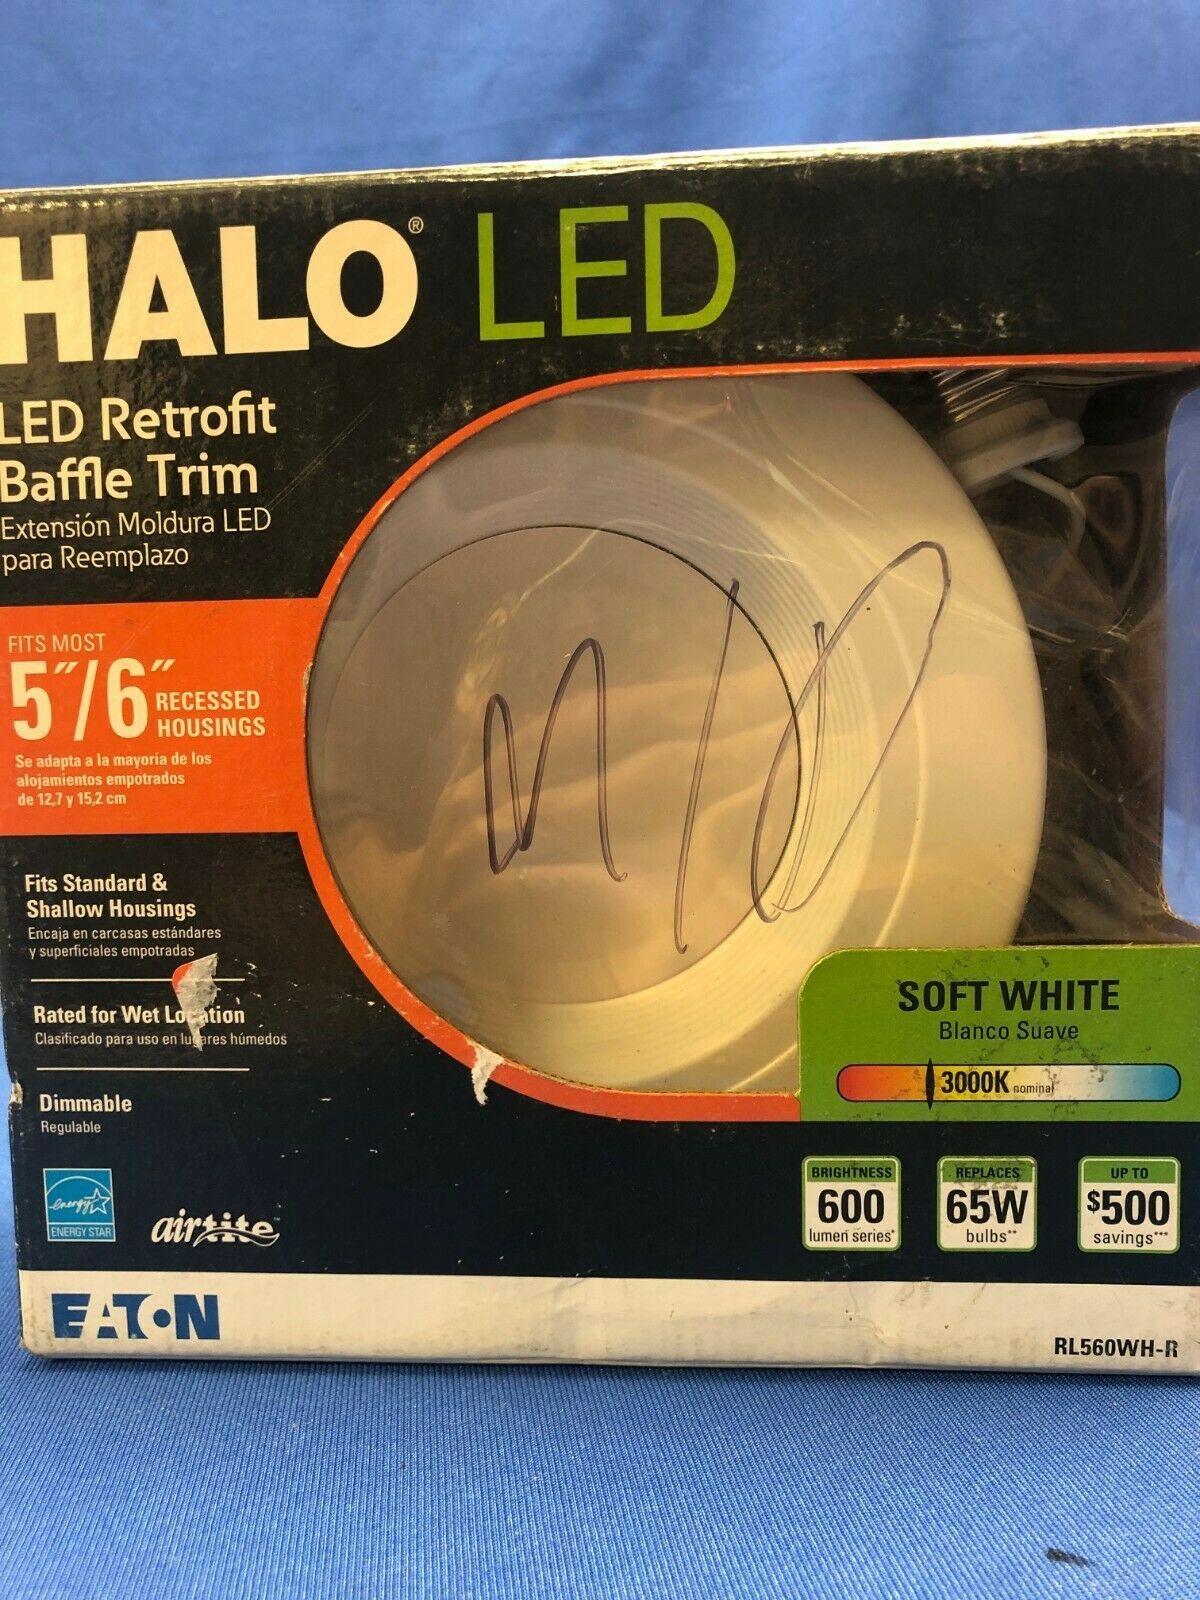 HALO® LED
LED Retrofit
Baffle Trim
Extensión Moldura LED
para Reemplazo
FITS MOST
5"/6" RECESSED
HOUSINGS
Se adapta a la mayoría de los
alojamientos empotrados
de 12,7 y 15,2 cm
Fits Standard &
Shallow Housings
Encaja en carcasas estándares
y superficiales empotradas
Rated for Wet Location
Clasificado para uso en lugares húmedos
Dimmable
Regulable
energy
ENERGY STAR
airtite™
SOFT WHITE
Blanco Suave
3000K nominal
BRIGHTNESS
600
lumen series*
REPLACES
65W
bulbs**
UP TO
$500
savings***
EATON
RL560WH-R